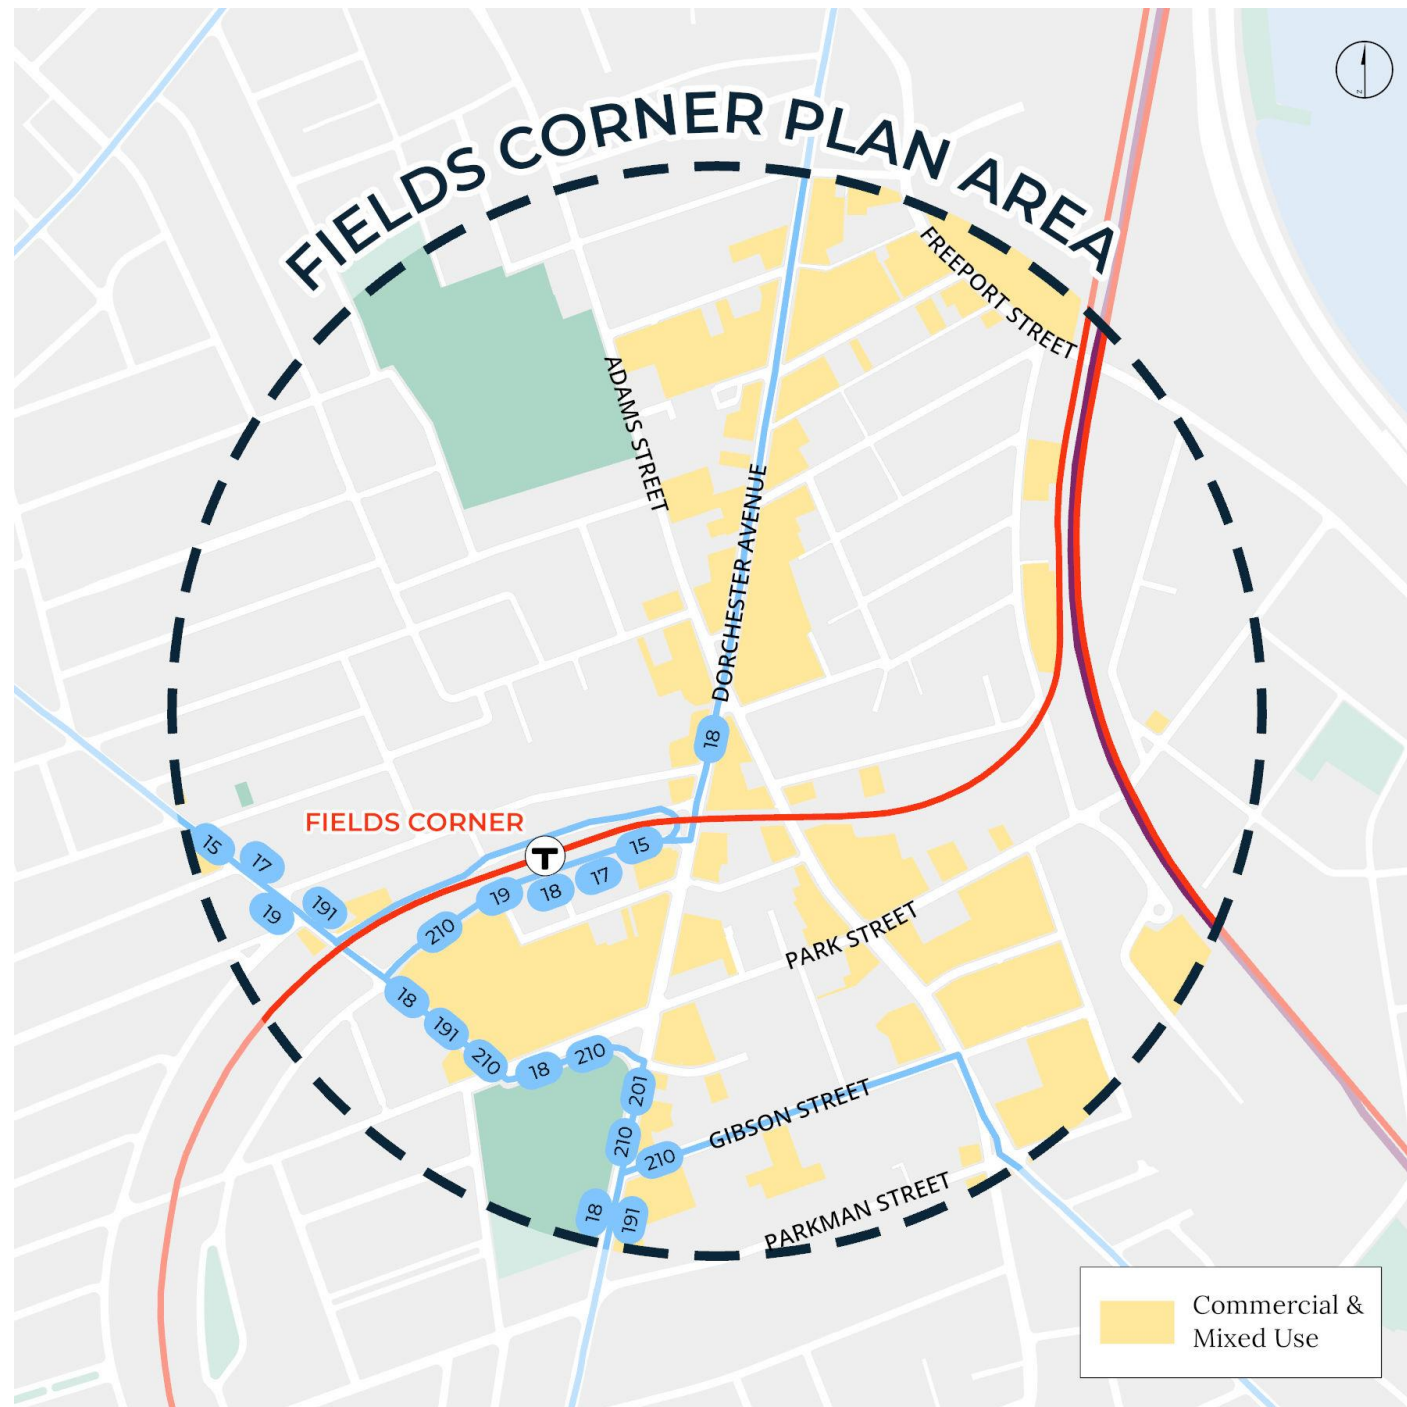 FIELDS CORNER PLAN AREA
N
FREEPORT STREET
ADAMS STREET
DORCHESTER AVENUE
18
FIELDS CORNER
T
15
17
19
191
15
17
18
19
210
PARK STREET
18
191
210
18
210
201
210
210
GIBSON STREET
18
191
PARKMAN STREET
Commercial &
Mixed Use